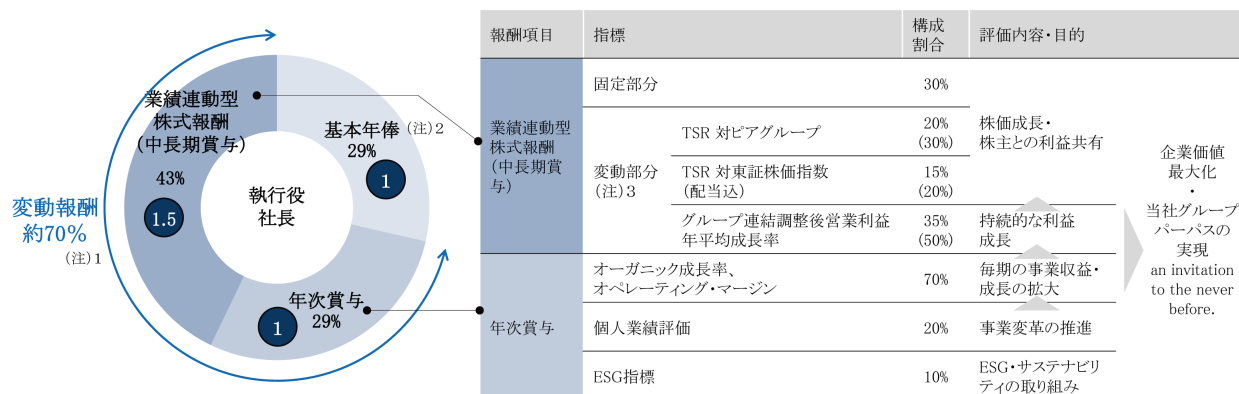 業績連動型
株式報酬
(中長期賞与)
43%
1.5
基本年俸(注)2
29%
1
執行役
社長
年次賞与
29%
1
変動報酬
約70%
(注)1
報酬項目 指標 構成割合 評価内容・目的
業績連動型
株式報酬
(中長期賞
与)
固定部分 30%
変動部分
(注)3
TSR 対ピアグループ 20%
(30%)
株価成長・
株主との利益共有
TSR 対東証株価指数
(配当込)
15%
(20%)
グループ連結調整後営業利益
年平均成長率
35%
(50%)
持続的な利益
成長
年次賞与
オーガニック成長率、
オペレーティング・マージン
70%
毎期の事業収益・
成長の拡大
個人業績評価 20% 事業変革の推進
ESG指標 10%
ESG・サステナビリ
ティの取り組み
企業価値
最大化
・
当社グループ
パーパスの
実現
an invitation
to the never
before.